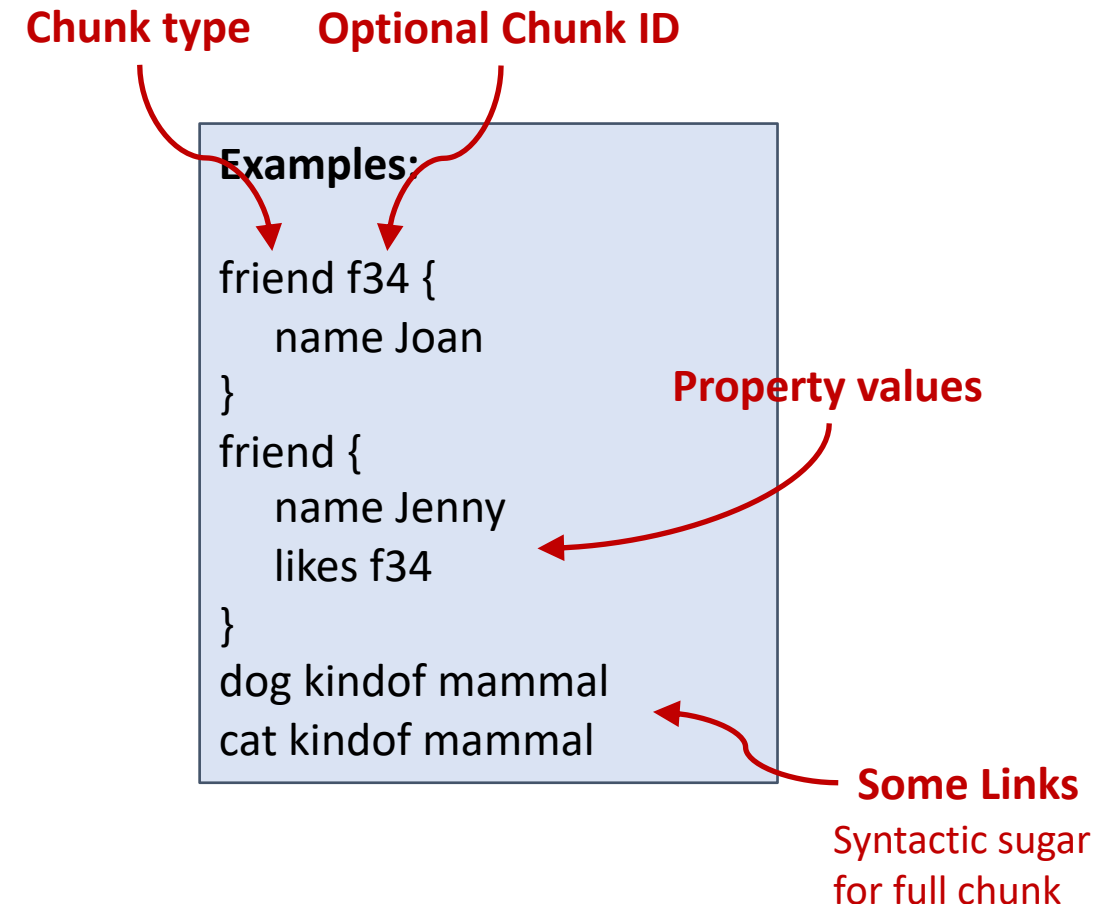 Chunk type
Optional Chunk ID
Examples:
friend f34 {
name Joan
}
Property values
friend {
name Jenny
likes f34
}
dog kindof mammal
cat kindof mammal
Some Links
Syntactic sugar
for full chunk